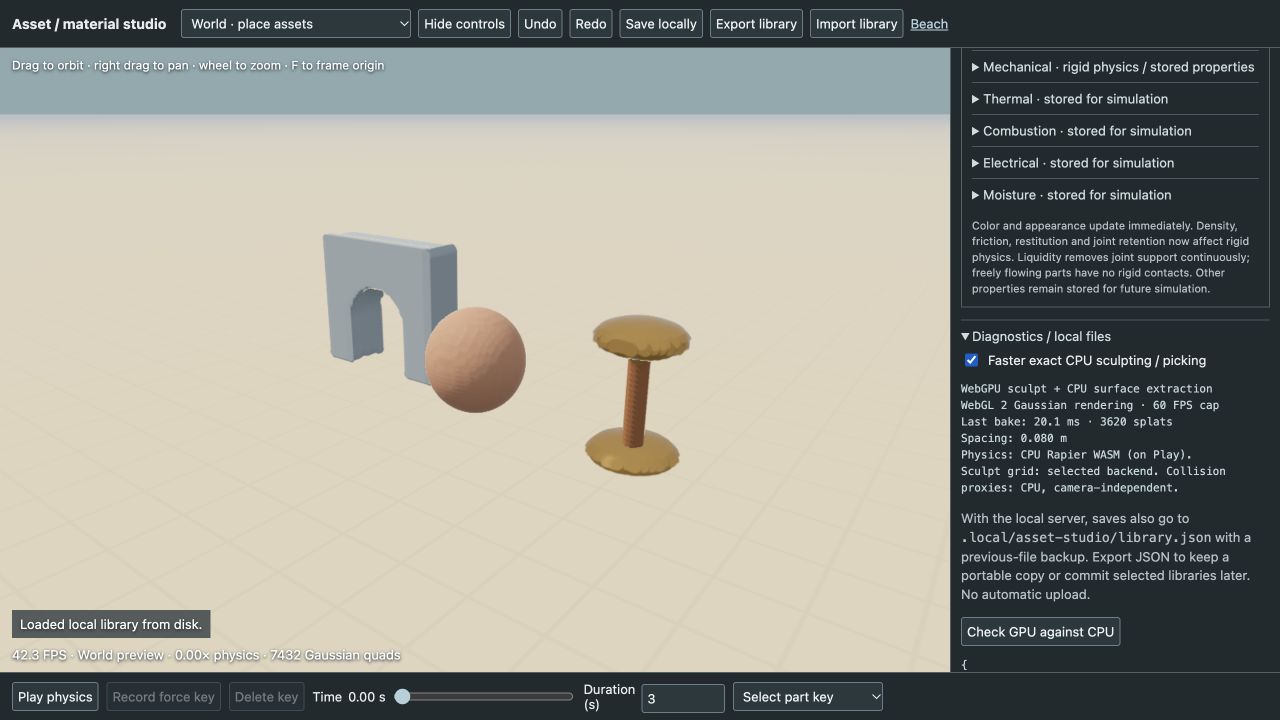 Asset / material studio
World · place assets
Hide controls
Undo
Redo
Save locally
Export library
Import library
Beach
Drag to orbit · right drag to pan · wheel to zoom · F to frame origin
Mechanical · rigid physics / stored properties
Thermal · stored for simulation
Combustion · stored for simulation
Electrical · stored for simulation
Moisture · stored for simulation
Color and appearance update immediately. Density,
friction, restitution and joint retention now affect rigid
physics. Liquidity removes joint support continuously;
freely flowing parts have no rigid contacts. Other
properties remain stored for future simulation.
Diagnostics / local files
Faster exact CPU sculpting / picking
WebGPU sculpt + CPU surface extraction
WebGL 2 Gaussian rendering · 60 FPS cap
Last bake: 20.1 ms · 3620 splats
Spacing: 0.080 m
Physics: CPU Rapier WASM (on Play).
Sculpt grid: selected backend. Collision
proxies: CPU, camera-independent.
With the local server, saves also go to
.local/asset-studio/library.json with a
previous-file backup. Export JSON to keep a
portable copy or commit selected libraries later.
No automatic upload.
Check GPU against CPU
{
Loaded local library from disk.
42.3 FPS · World preview · 0.00× physics · 7432 Gaussian quads
Play physics
Record force key
Delete key
Time 0.00 s
Duration
(s)
3
Select part key